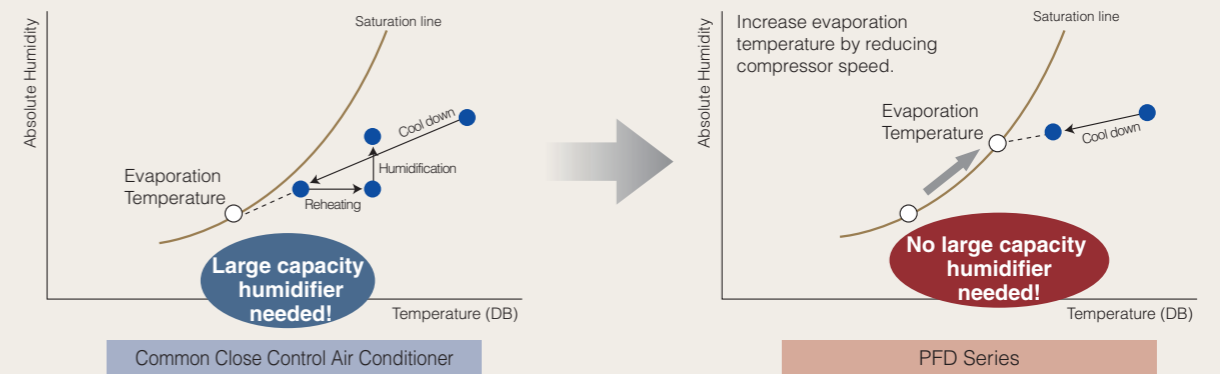 Absolute Humidity
Saturation line
Cool down
Humidification
Reheating
Evaporation
Temperature
Large capacity
humidifier
needed!
Temperature (DB)
Common Close Control Air Conditioner
Absolute Humidity
Increase evaporation
temperature by reducing
compressor speed.
Saturation line
Evaporation
Temperature
Cool down
No large capacity
humidifier
needed!
Temperature (DB)
PFD Series